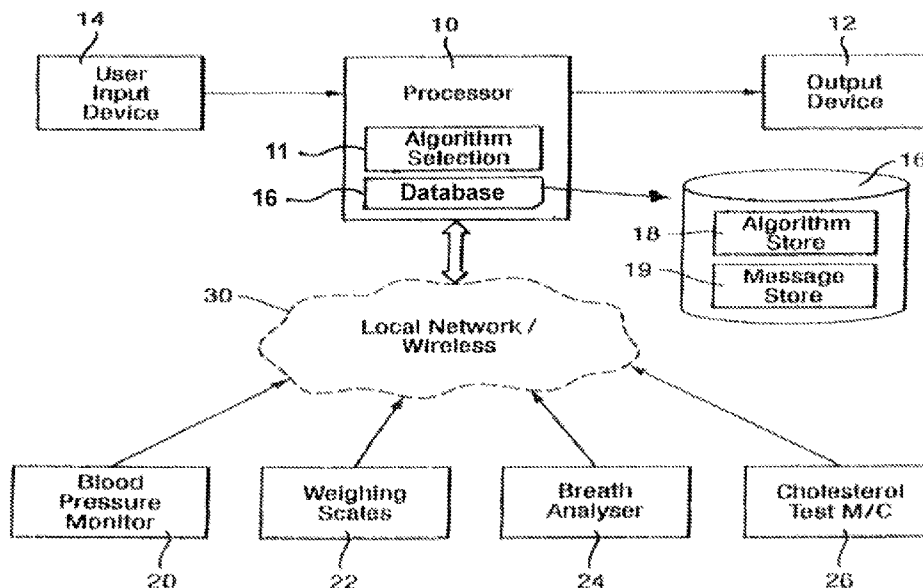 14
10
12
User
Input
Device
Processor
Output
Device
11
Algorithm
Selection
16
Database
16
18
Algorithm
Store
19
Message
Store
30
Local Network /
Wireless
Blood
Pressure
Monitor
Weighing
Scales
Breath
Analyser
Cholesterol
Test M/C
20
22
24
26